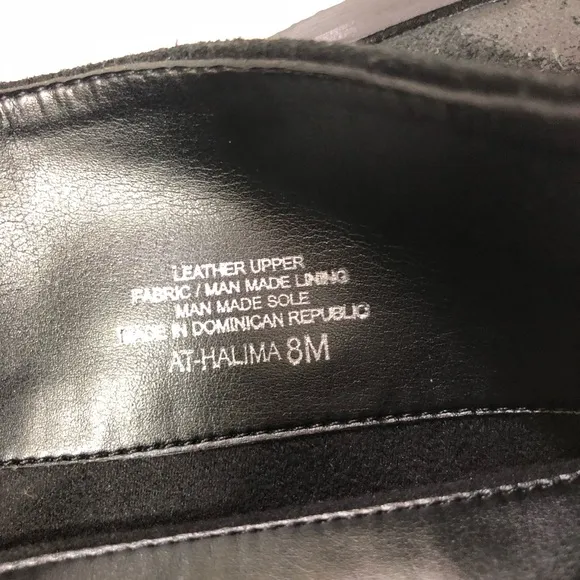 LEATHER UPPER
FABRIC / MAN MADE LINING
MAN MADE SOLE
MADE IN DOMINICAN REPUBLIC
AT-HALIMA 8M